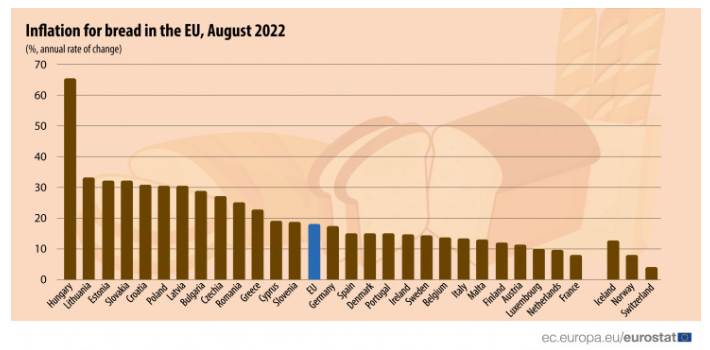 Inflation for bread in the EU, August 2022
(%, annual rate of change)
70
60
50
40
30
20
10
0
Hungary
Lithuania
Estonia
Slovakia
Croatia
Poland
Latvia
Bulgaria
Czechia
Romania
Greece
Cyprus
Slovenia
EU
Germany
Spain
Denmark
Portugal
Ireland
Sweden
Belgium
Italy
Malta
Finland
Austria
Luxembourg
Netherlands
France
Iceland
Norway
Switzerland
ec.europa.eu/eurostat